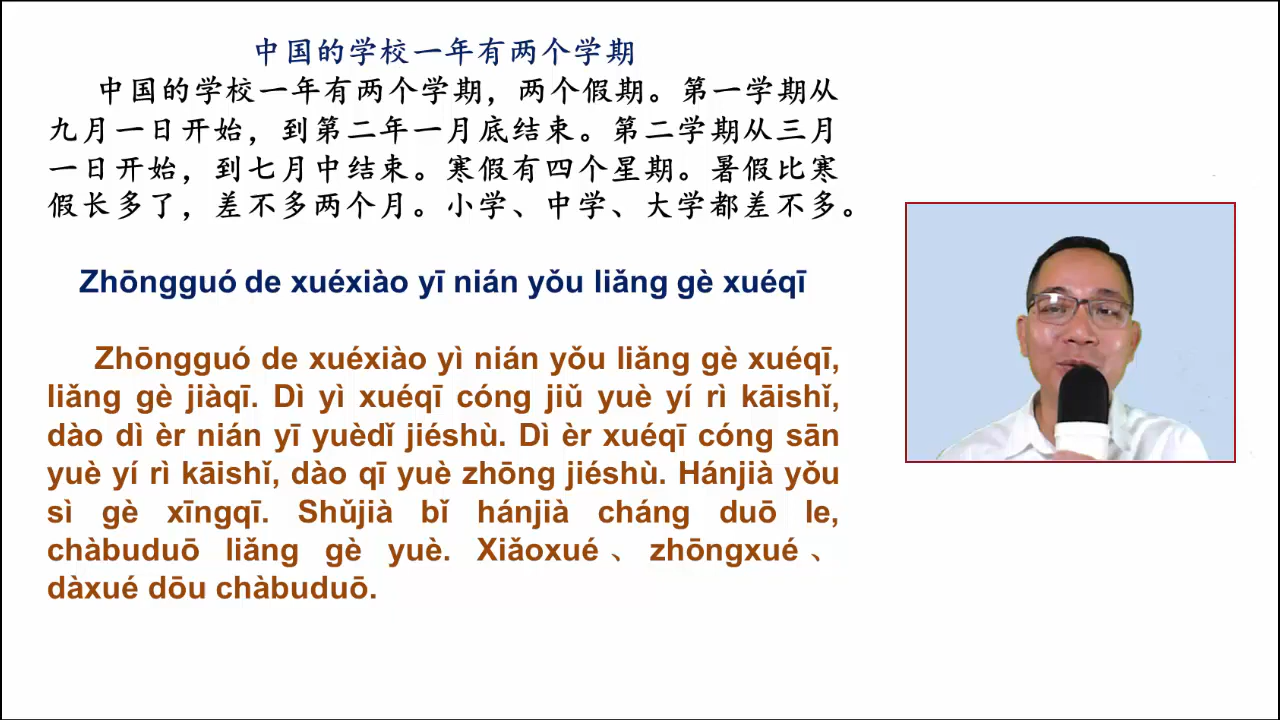 中国的学校一年有两个学期
中国的学校一年有两个学期，两个假期。第一学期从
九月一日开始，到第二年一月底结束。第二学期从三月
一日开始，到七月中结束。寒假有四个星期。暑假比寒
假长多了，差不多两个月。小学、中学、大学都差不多。
Zhōngguó de xuéxiào yī nián yǒu liǎng gè xuéqī
Zhōngguó de xuéxiào yì nián yǒu liǎng gè xuéqī,
liǎng gè jiàqī. Dì yì xuéqī cóng jiǔ yuè yí rì kāishǐ,
dào dì èr nián yī yuèdǐ jiéshù. Dì èr xuéqī cóng sān
yuè yí rì kāishǐ, dào qī yuè zhōng jiéshù. Hánjià yǒu
sì gè xīngqī. Shǔjià bǐ hánjià cháng duō le,
chàbuduō liǎng gè yuè. Xiǎoxué、zhōngxué、
dàxué dōu chàbuduō.